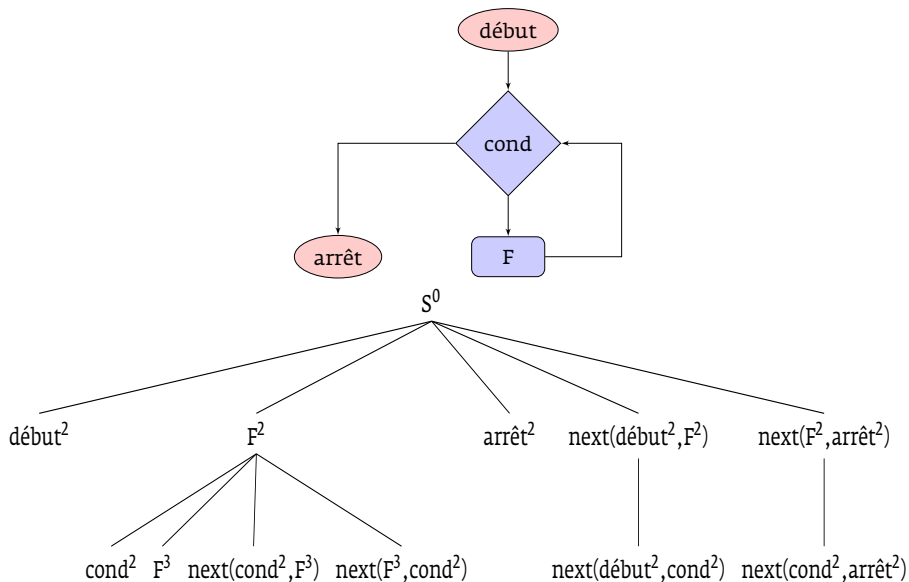 début
cond
arrêt F
S⁰
début² F² arrêt² next(début²,F²) next(F²,arrêt²)
cond² F³ next(cond²,F³) next(F³,cond²) next(début²,cond²) next(cond²,arrêt²)